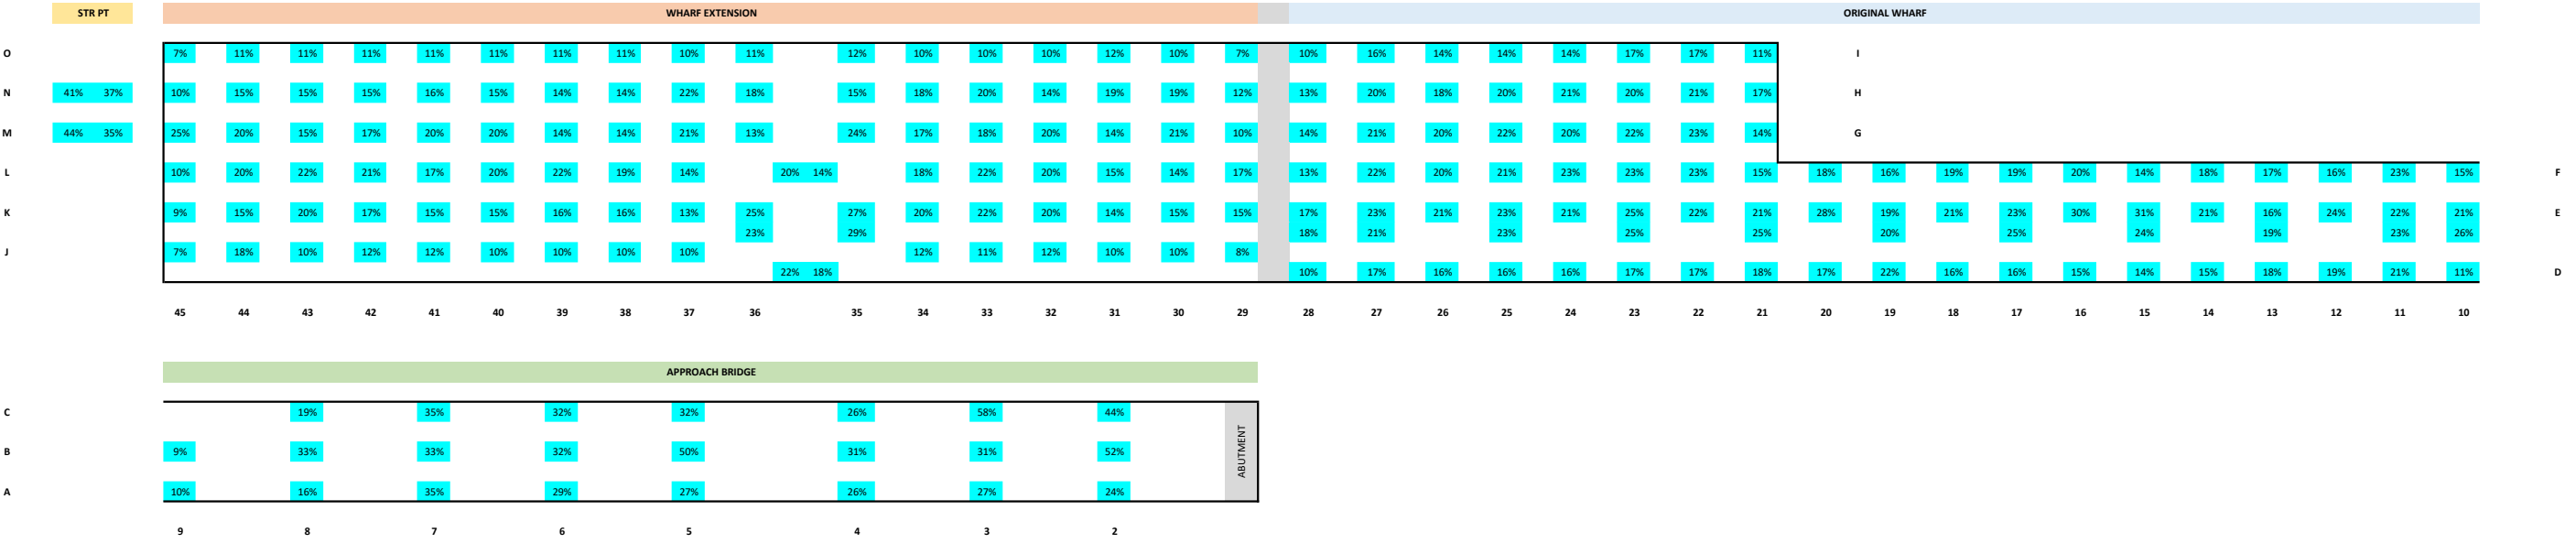 STR PT WHARF EXTENSION ORIGINAL WHARF
O 7% 11% 11% 11% 11% 11% 11% 11% 10% 11% 12% 10% 10% 10% 12% 10% 7% 10% 16% 14% 14% 14% 17% 17% 11% I
N 41% 37% 10% 15% 15% 15% 16% 15% 14% 14% 22% 18% 15% 18% 20% 14% 19% 19% 12% 13% 20% 18% 20% 21% 20% 21% 17% H
M 44% 35% 25% 20% 15% 17% 20% 20% 14% 14% 21% 13% 24% 17% 18% 20% 14% 21% 10% 14% 21% 20% 22% 20% 22% 23% 14% G
L 10% 20% 22% 21% 17% 20% 22% 19% 14% 20% 14% 18% 22% 20% 15% 14% 17% 13% 22% 20% 21% 23% 23% 23% 15% 18% 16% 19% 19% 20% 14% 18% 17% 16% 23% 15% F
K 9% 15% 20% 17% 15% 15% 16% 16% 13% 25% 27% 20% 22% 20% 14% 15% 15% 17% 23% 21% 23% 21% 25% 22% 21% 28% 19% 21% 23% 30% 31% 21% 16% 24% 22% 21% E
23% 29% 18% 21% 23% 25% 25% 20% 25% 24% 19% 23% 26%
J 7% 18% 10% 12% 12% 10% 10% 10% 10% 12% 11% 12% 10% 10% 8%
22% 18% 10% 17% 16% 16% 16% 17% 17% 18% 17% 22% 16% 16% 15% 14% 15% 18% 19% 21% 11% D
45 44 43 42 41 40 39 38 37 36 35 34 33 32 31 30 29 28 27 26 25 24 23 22 21 20 19 18 17 16 15 14 13 12 11 10
APPROACH BRIDGE
C 19% 35% 32% 32% 26% 58% 44%
B 9% 33% 33% 32% 50% 31% 31% 52% ABUTMENT
A 10% 16% 35% 29% 27% 26% 27% 24%
9 8 7 6 5 4 3 2